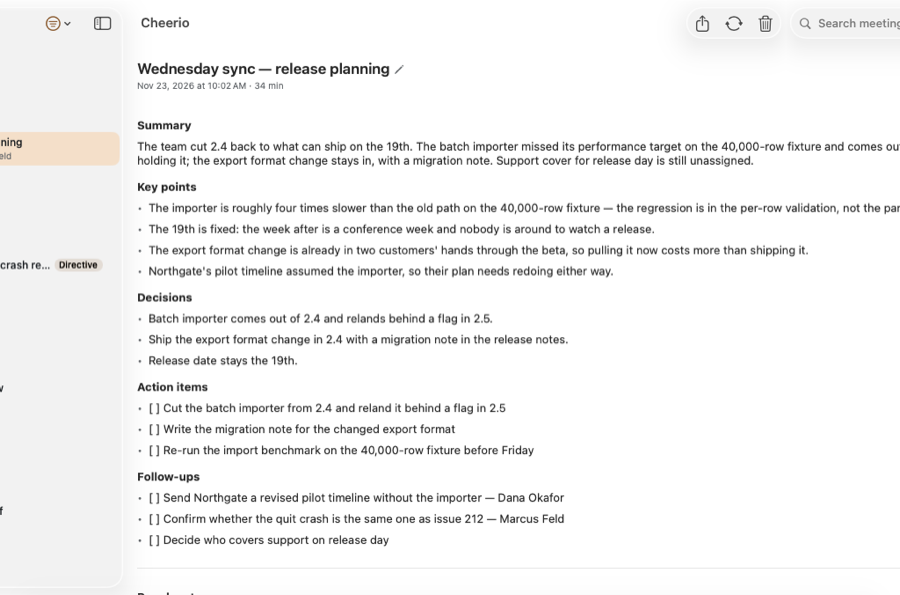 Cheerio
Search meeting
Wednesday sync — release planning
Nov 23, 2026 at 10:02 AM · 34 min
ning
eld
crash re... Directive
Summary
The team cut 2.4 back to what can ship on the 19th. The batch importer missed its performance target on the 40,000-row fixture and comes ou
holding it; the export format change stays in, with a migration note. Support cover for release day is still unassigned.
Key points
• The importer is roughly four times slower than the old path on the 40,000-row fixture — the regression is in the per-row validation, not the par
• The 19th is fixed: the week after is a conference week and nobody is around to watch a release.
• The export format change is already in two customers' hands through the beta, so pulling it now costs more than shipping it.
• Northgate's pilot timeline assumed the importer, so their plan needs redoing either way.
Decisions
• Batch importer comes out of 2.4 and relands behind a flag in 2.5.
• Ship the export format change in 2.4 with a migration note in the release notes.
• Release date stays the 19th.
Action items
• [ ] Cut the batch importer from 2.4 and reland it behind a flag in 2.5
• [ ] Write the migration note for the changed export format
• [ ] Re-run the import benchmark on the 40,000-row fixture before Friday
Follow-ups
• [ ] Send Northgate a revised pilot timeline without the importer — Dana Okafor
• [ ] Confirm whether the quit crash is the same one as issue 212 — Marcus Feld
• [ ] Decide who covers support on release day